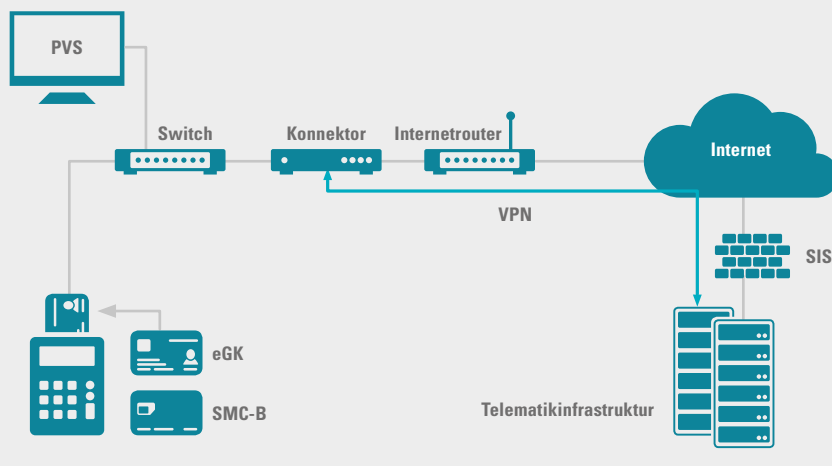 PVS
Switch
Konnektor
Internetrouter
Internet
VPN
SIS
eGK
SMC-B
Telematikinfrastruktur